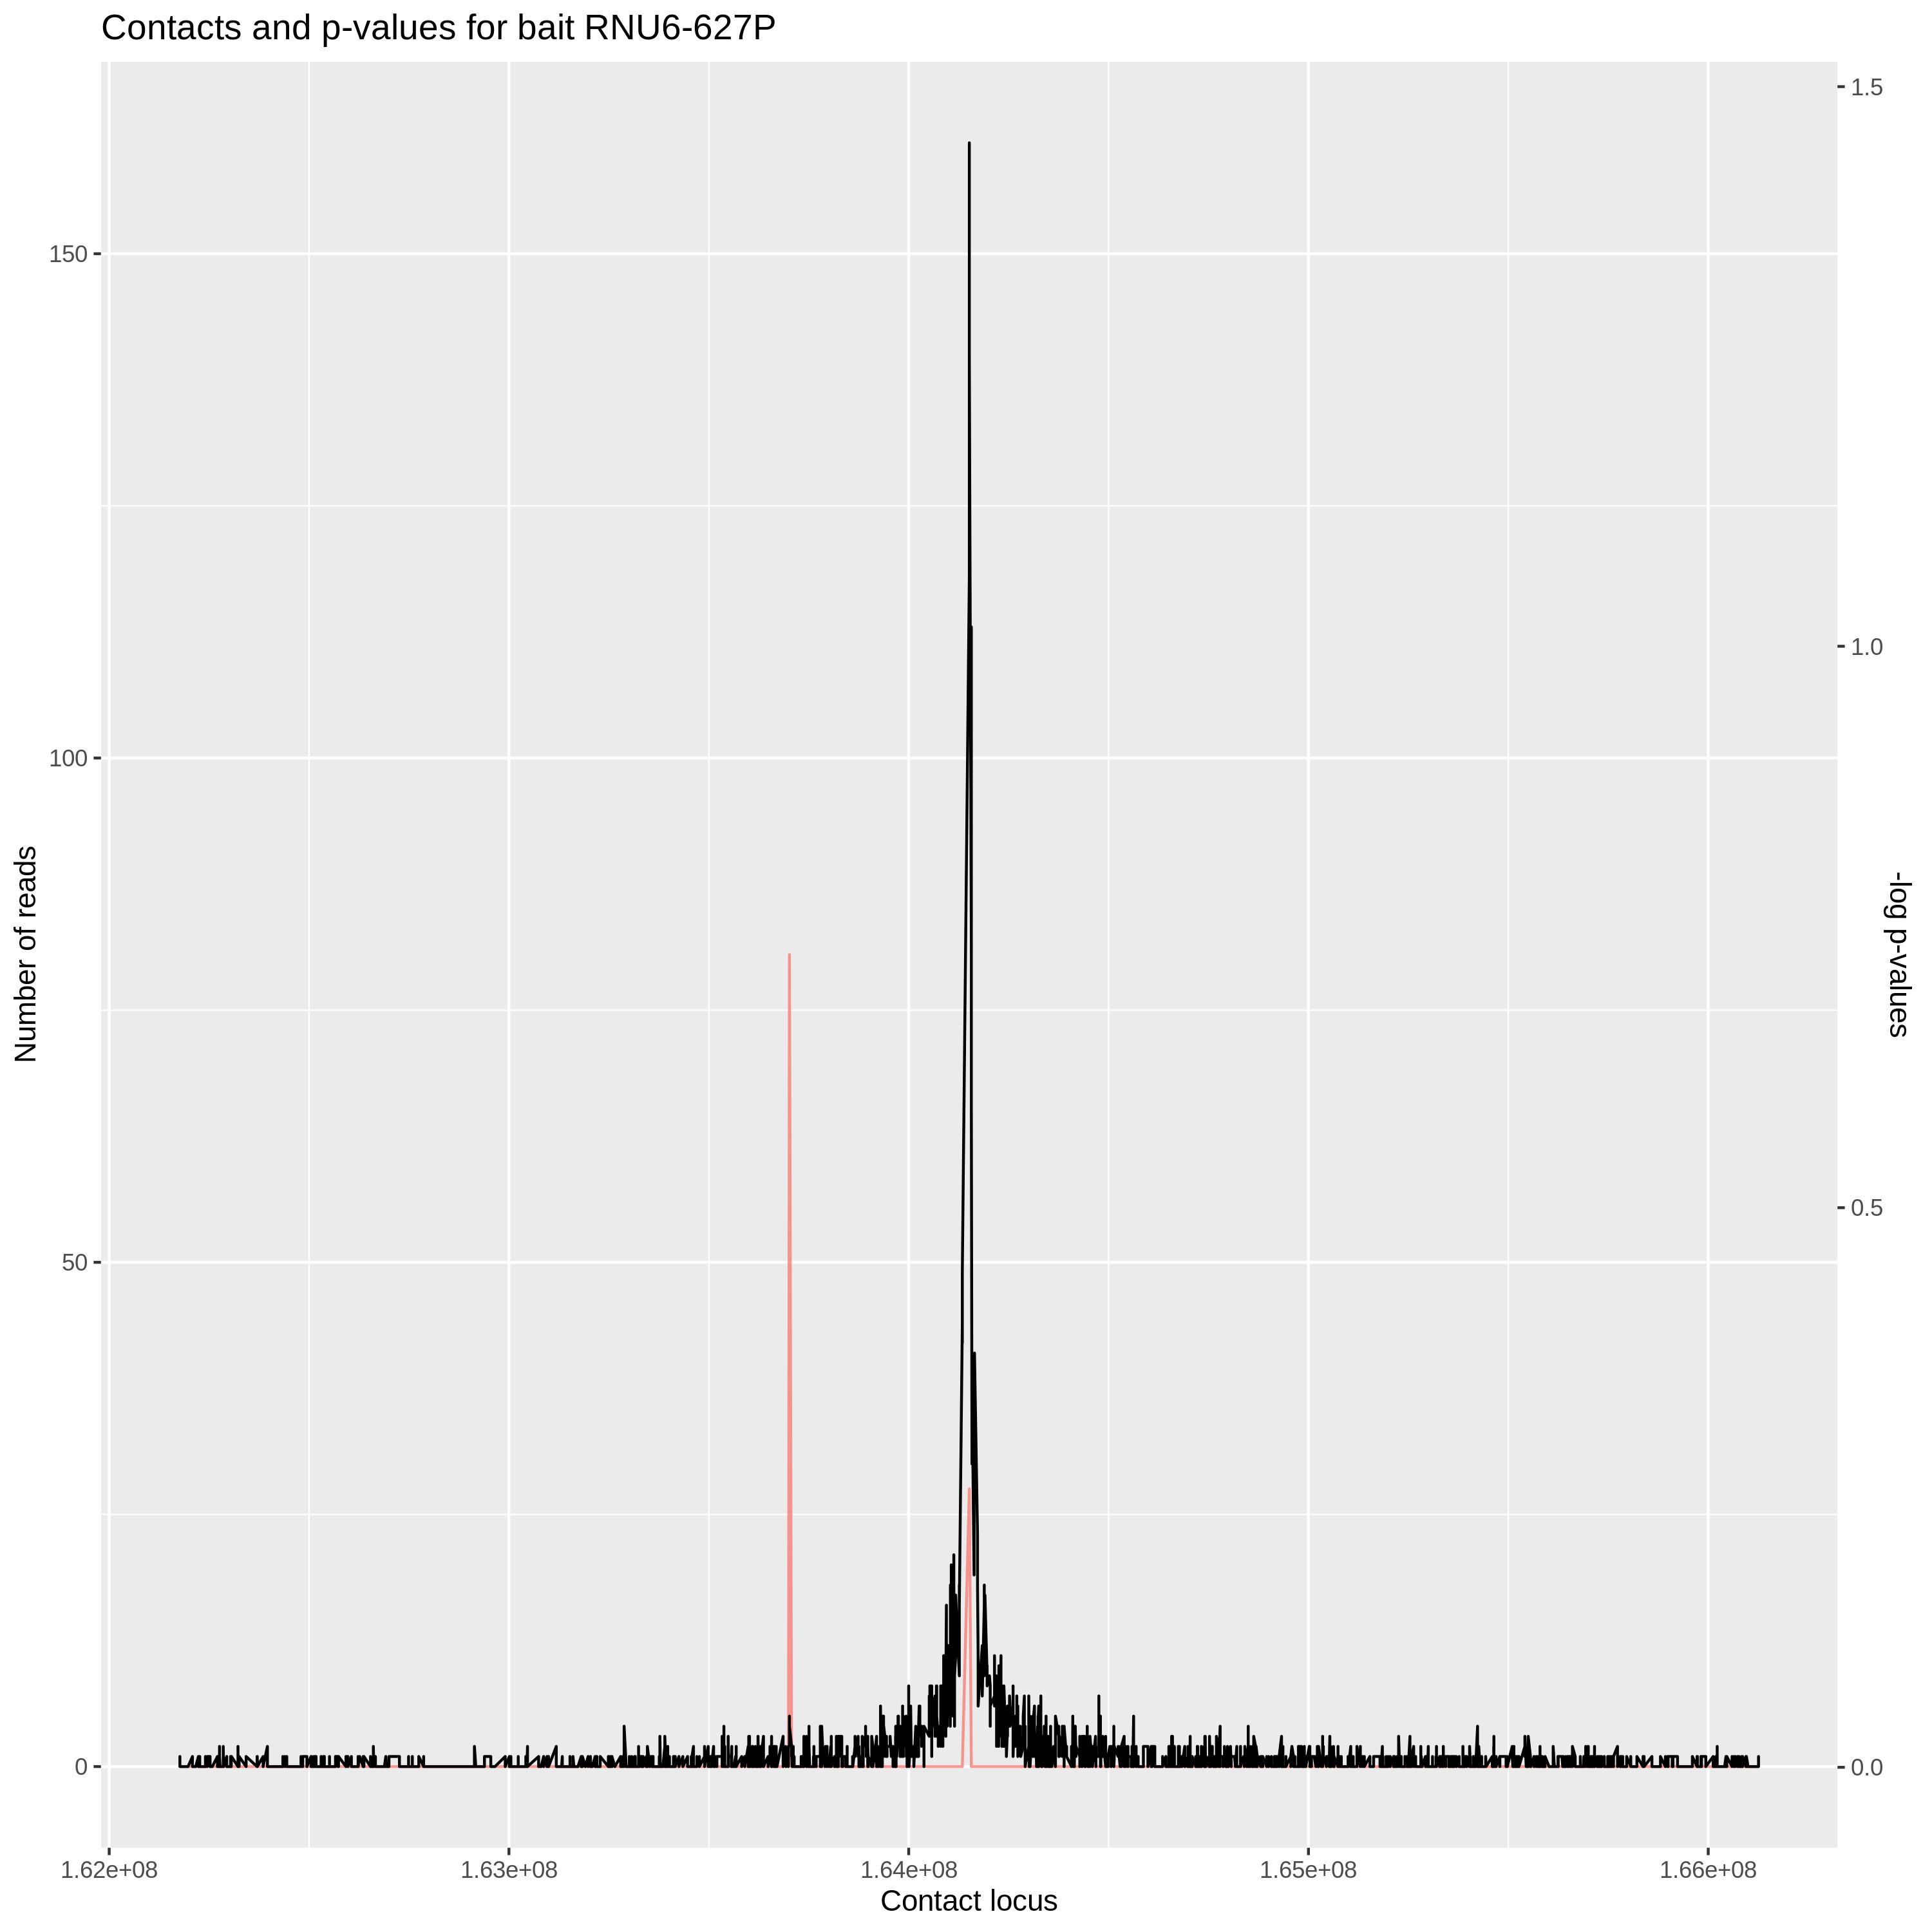 Contacts and p-values for bait RNU6-627P
1.5
150
1.0
100
Number of reads
-log p-values
0.5
50
0
0.0
1.62e+08
1.63e+08
1.64e+08
1.65e+08
1.66e+08
Contact locus